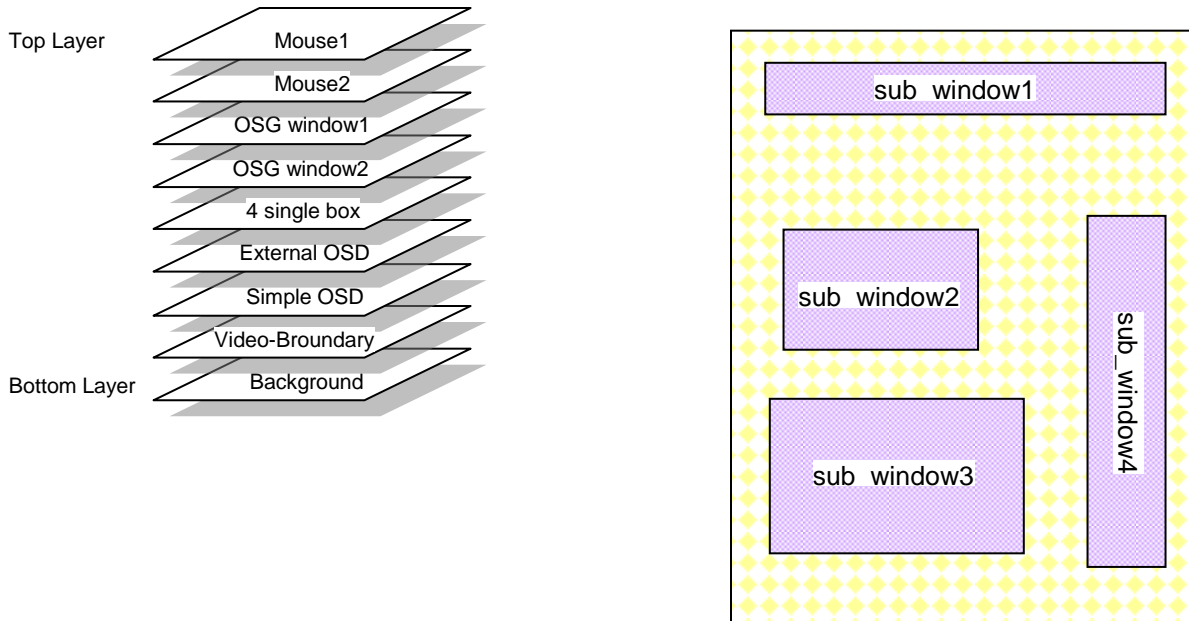 Top Layer
Mouse1
Mouse2
OSG window1
OSG window2
4 single box
External OSD
Simple OSD
Video-Broundary
Bottom Layer
Background
sub_window1
sub_window2
sub_window3
sub_window4